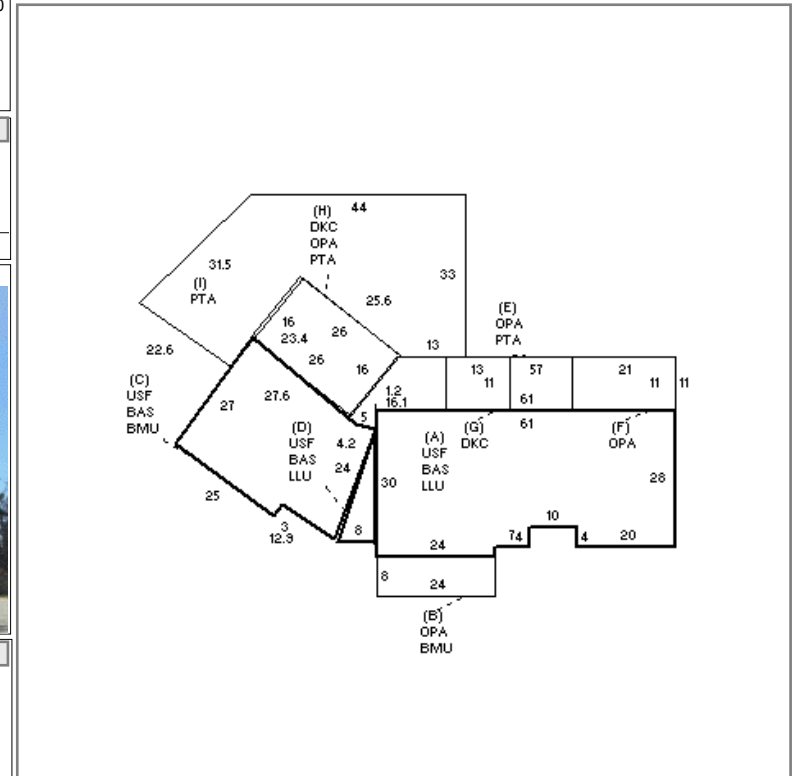 44
(H)
DKC
OPA
PTA
31.5
(I)
PTA
33
25.6
(E)
OPA
PTA
16
23.4
26
22.6
13
26
16
13
11
57
21
11
11
(C)
USF
BAS
BMU
27
27.6
1.2
16.1
61
5
(D)
USF
BAS
LLU
4.2
24
(A)
USF
BAS
LLU
(G)
DKC
61
(F)
OPA
30
28
25
3
12.9
8
24
74
10
4
20
8
24
(B)
OPA
BMU